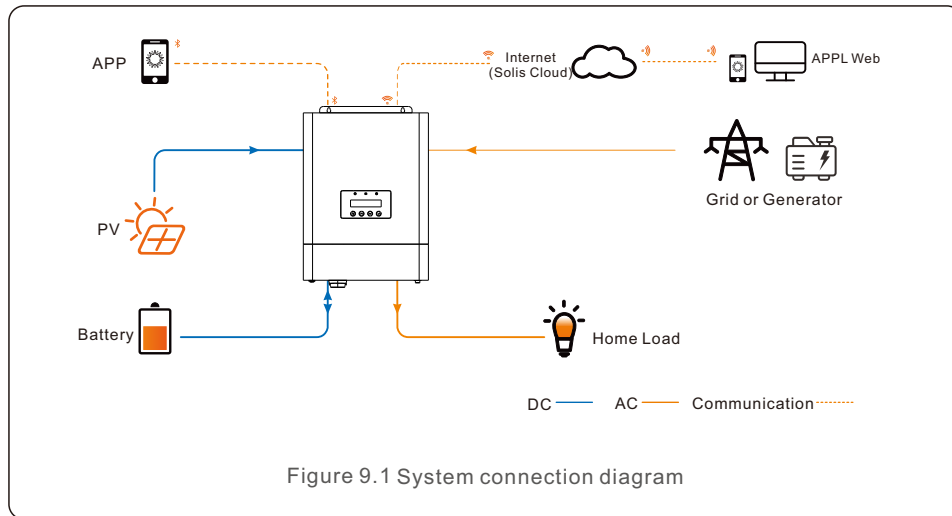 APP
Internet
(Solis Cloud)
APPL Web
Grid or Generator
PV
Battery
Home Load
DC
AC
Communication
Figure 9.1 System connection diagram